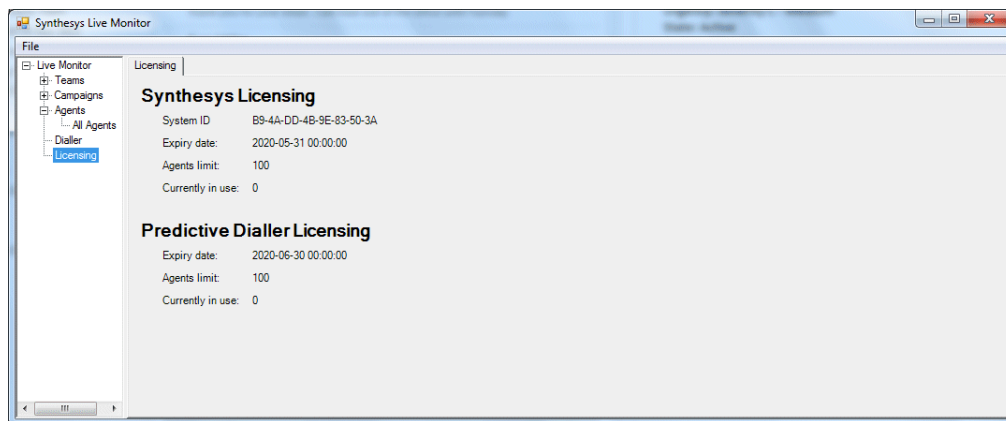 Synthesys Live Monitor
File
Live Monitor
Teams
Campaigns
Agents
All Agents
Dialler
Licensing
Licensing
Synthesys Licensing
System ID B9-4A-DD-4B-9E-83-50-3A
Expiry date: 2020-05-31 00:00:00
Agents limit: 100
Currently in use: 0
Predictive Dialler Licensing
Expiry date: 2020-06-30 00:00:00
Agents limit: 100
Currently in use: 0